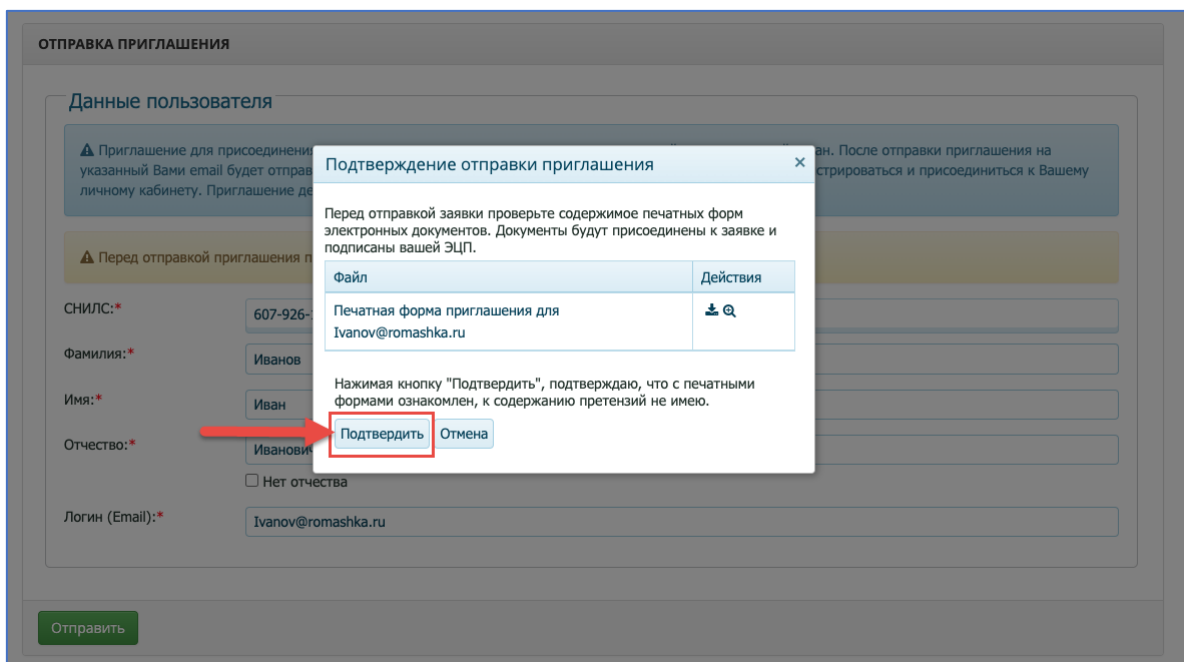 ОТПРАВКА ПРИГЛАШЕНИЯ
Данные пользователя
Приглашение для присоединения
ан. После отправки приглашения на
указанный Вами email будет отправ
стрироваться и присоединиться к Вашему
личному кабинету. Приглашение де
Перед отправкой приглашения п
СНИЛС:*
607-926-
Фамилия:*
Иванов
Имя:*
Иван
Отчество:*
Иванович
Нет отчества
Логин (Email):*
Ivanov@romashka.ru
Отправить
Подтверждение отправки приглашения ×
Перед отправкой заявки проверьте содержимое печатных форм
электронных документов. Документы будут присоединены к заявке и
подписаны вашей ЭЦП.
Файл Действия
Печатная форма приглашения для
Ivanov@romashka.ru
Нажимая кнопку "Подтвердить", подтверждаю, что с печатными
формами ознакомлен, к содержанию претензий не имею.
Подтвердить Отмена